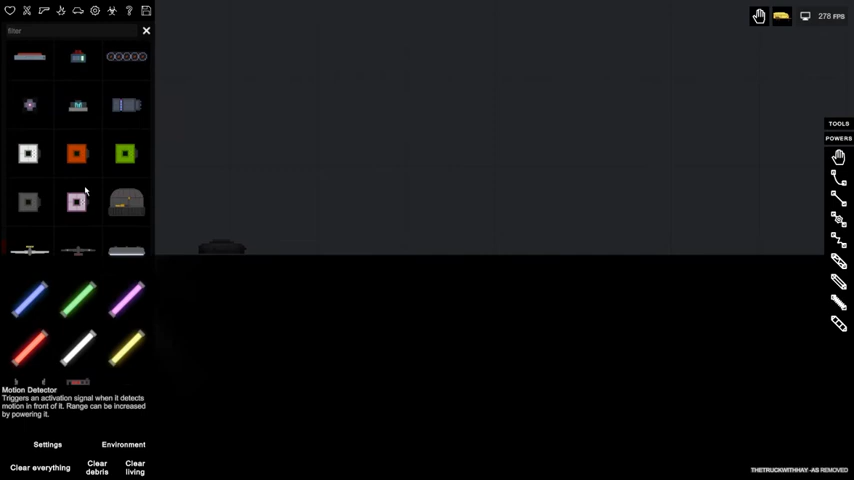 278 FPS
filter
TOOLS
POWERS
Motion Detector
Triggers an activation signal when it detects
motion in front of it. Range can be increased
by powering it.
Settings Environment
Clear everything Clear debris Clear living
THETRUCKWITHHAY -AS REMOVED